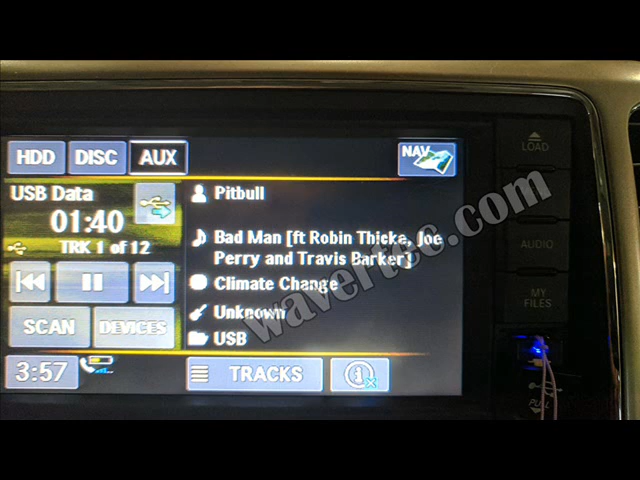 HDD DISC AUX NAV
LOAD
USB Data
01:40
TRK 1 of 12
Pitbull
Bad Man [ft Robin Thicke, Joe
Perry and Travis Barker]
Climate Change
Unknown
USB
SCAN DEVICES
3:57 TRACKS
AUDIO
MY
FILES
PULL
wavertec.com